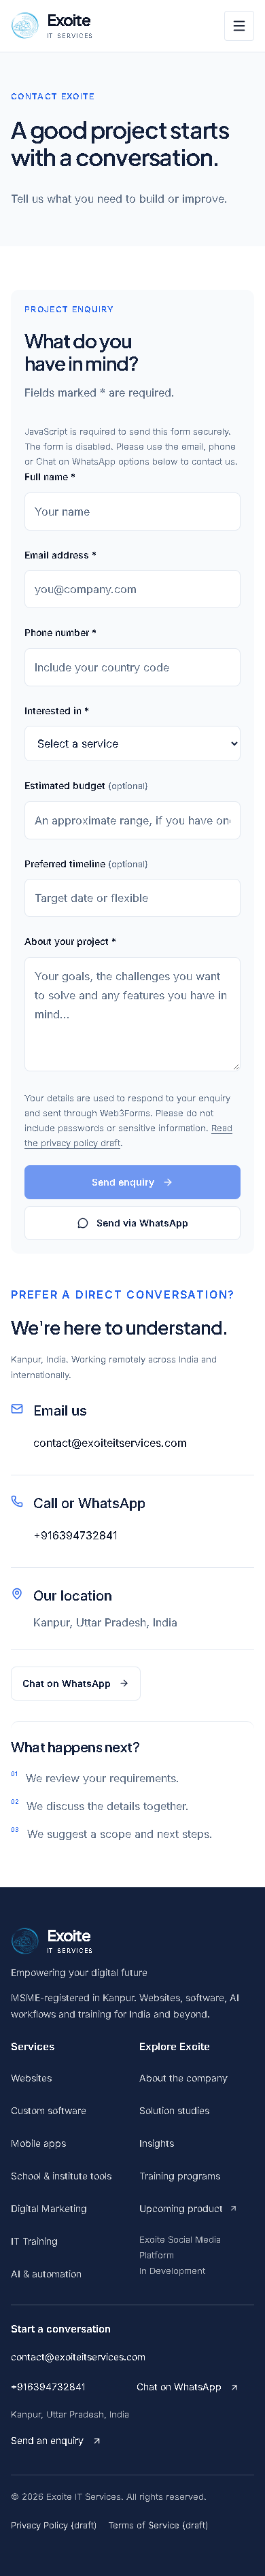 Exoite
IT SERVICES
CONTACT EXOITE
A good project starts
with a conversation.
Tell us what you need to build or improve.
PROJECT ENQUIRY
What do you
have in mind?
Fields marked * are required.
JavaScript is required to send this form securely.
The form is disabled. Please use the email, phone
or Chat on WhatsApp options below to contact us.
Full name *
Your name
Email address *
you@company.com
Phone number *
Include your country code
Interested in *
Select a service
Estimated budget (optional)
An approximate range, if you have on
Preferred timeline (optional)
Target date or flexible
About your project *
Your goals, the challenges you want
to solve and any features you have in
mind...
Your details are used to respond to your enquiry
and sent through Web3Forms. Please do not
include passwords or sensitive information. Read
the privacy policy draft.
Send enquiry
Send via WhatsApp
PREFER A DIRECT CONVERSATION?
We're here to understand.
Kanpur, India. Working remotely across India and
internationally.
Email us
contact@exoiteitservices.com
Call or WhatsApp
+916394732841
Our location
Kanpur, Uttar Pradesh, India
Chat on WhatsApp
What happens next?
01 We review your requirements.
02 We discuss the details together.
03 We suggest a scope and next steps.
Exoite
IT SERVICES
Empowering your digital future
MSME-registered in Kanpur. Websites, software, AI
workflows and training for India and beyond.
Services
Websites
Custom software
Mobile apps
School & institute tools
Digital Marketing
IT Training
AI & automation
Explore Exoite
About the company
Solution studies
Insights
Training programs
Upcoming product
Exoite Social Media
Platform
In Development
Start a conversation
contact@exoiteitservices.com
+916394732841
Chat on WhatsApp
Kanpur, Uttar Pradesh, India
Send an enquiry
© 2026 Exoite IT Services. All rights reserved.
Privacy Policy (draft) Terms of Service (draft)